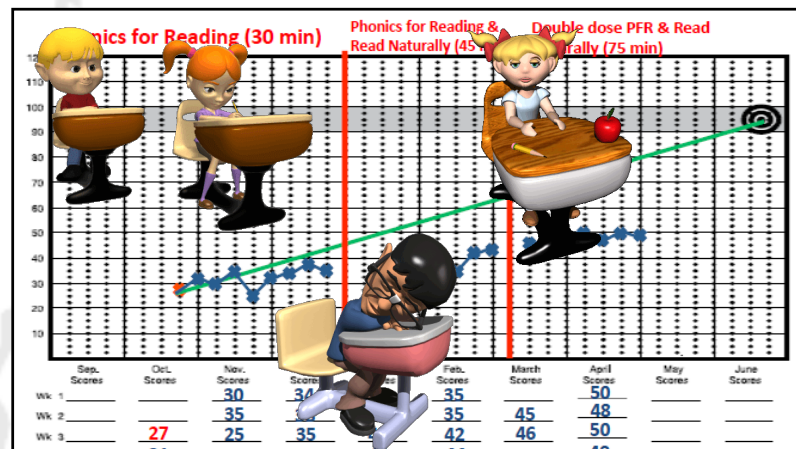 nics for Reading (30 min)
Phonics for Reading &
Read Naturally (45
Double dose PFR & Read
rally (75 min)
12
110
100
90
80
70
60
50
40
30
20
10
Sep. Oct. Nov. Feb. March April May June
Scores Scores Scores Scores Scores Scores Scores Scores
Wk 1 30 34 35 50
Wk 2 35 35 45 48
Wk 3 27 25 35 42 46 50